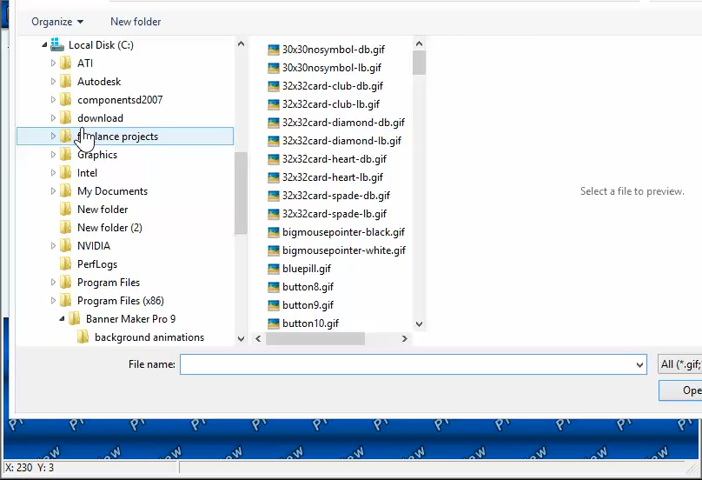 Organize
New folder
Local Disk (C:)
ATI
Autodesk
componentsd2007
download
lance projects
Graphics
Intel
My Documents
New folder
New folder (2)
NVIDIA
PerfLogs
Program Files
Program Files (x86)
Banner Maker Pro 9
background animations
30x30nosymbol-db.gif
30x30nosymbol-lb.gif
32x32card-club-db.gif
32x32card-club-lb.gif
32x32card-diamond-db.gif
32x32card-diamond-lb.gif
32x32card-heart-db.gif
32x32card-heart-lb.gif
32x32card-spade-db.gif
32x32card-spade-lb.gif
bigmousepointer-black.gif
bigmousepointer-white.gif
bluepill.gif
button8.gif
button9.gif
button10.gif
Select a file to preview.
File name:
All (*.gif;
Ope
X: 230 Y: 3